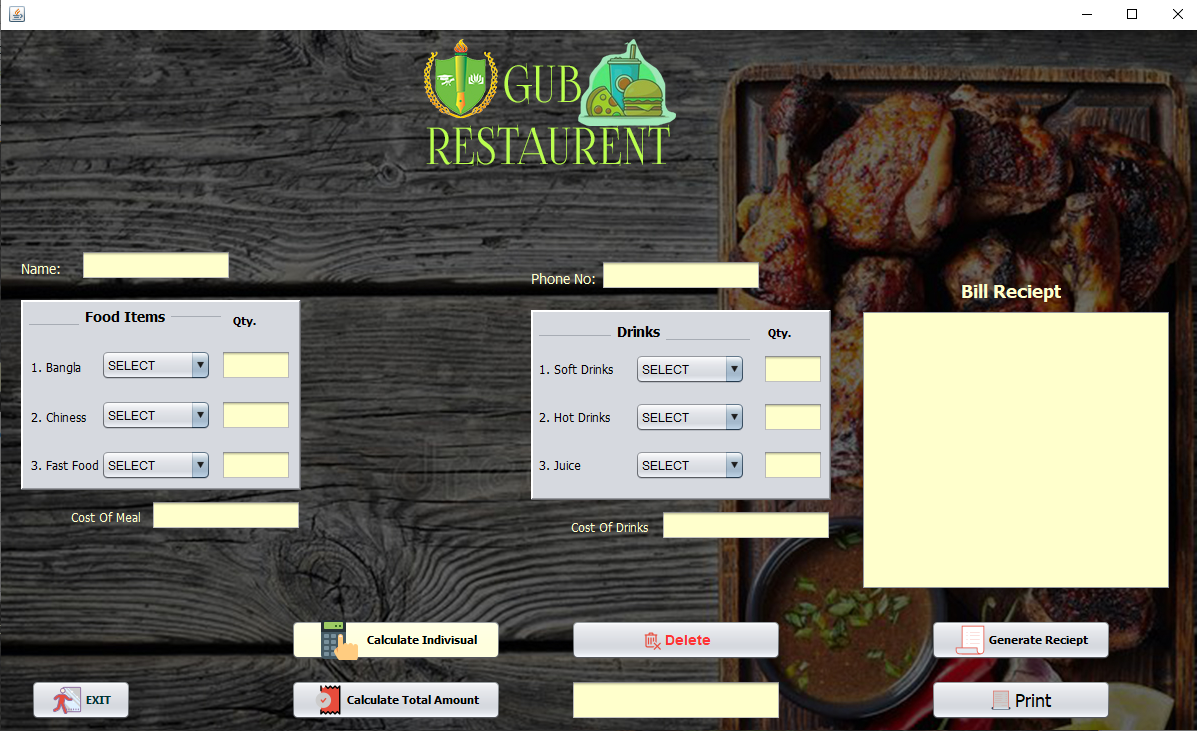 GUB
RESTAURENT
Name:
Phone No:
Bill Reciept
Food Items
Qty.
1. Bangla
SELECT
2. Chiness
SELECT
3. Fast Food
SELECT
Cost Of Meal
Drinks
Qty.
1. Soft Drinks
SELECT
2. Hot Drinks
SELECT
3. Juice
SELECT
Cost Of Drinks
Calculate Indivisual
Delete
Generate Reciept
EXIT
Calculate Total Amount
Print